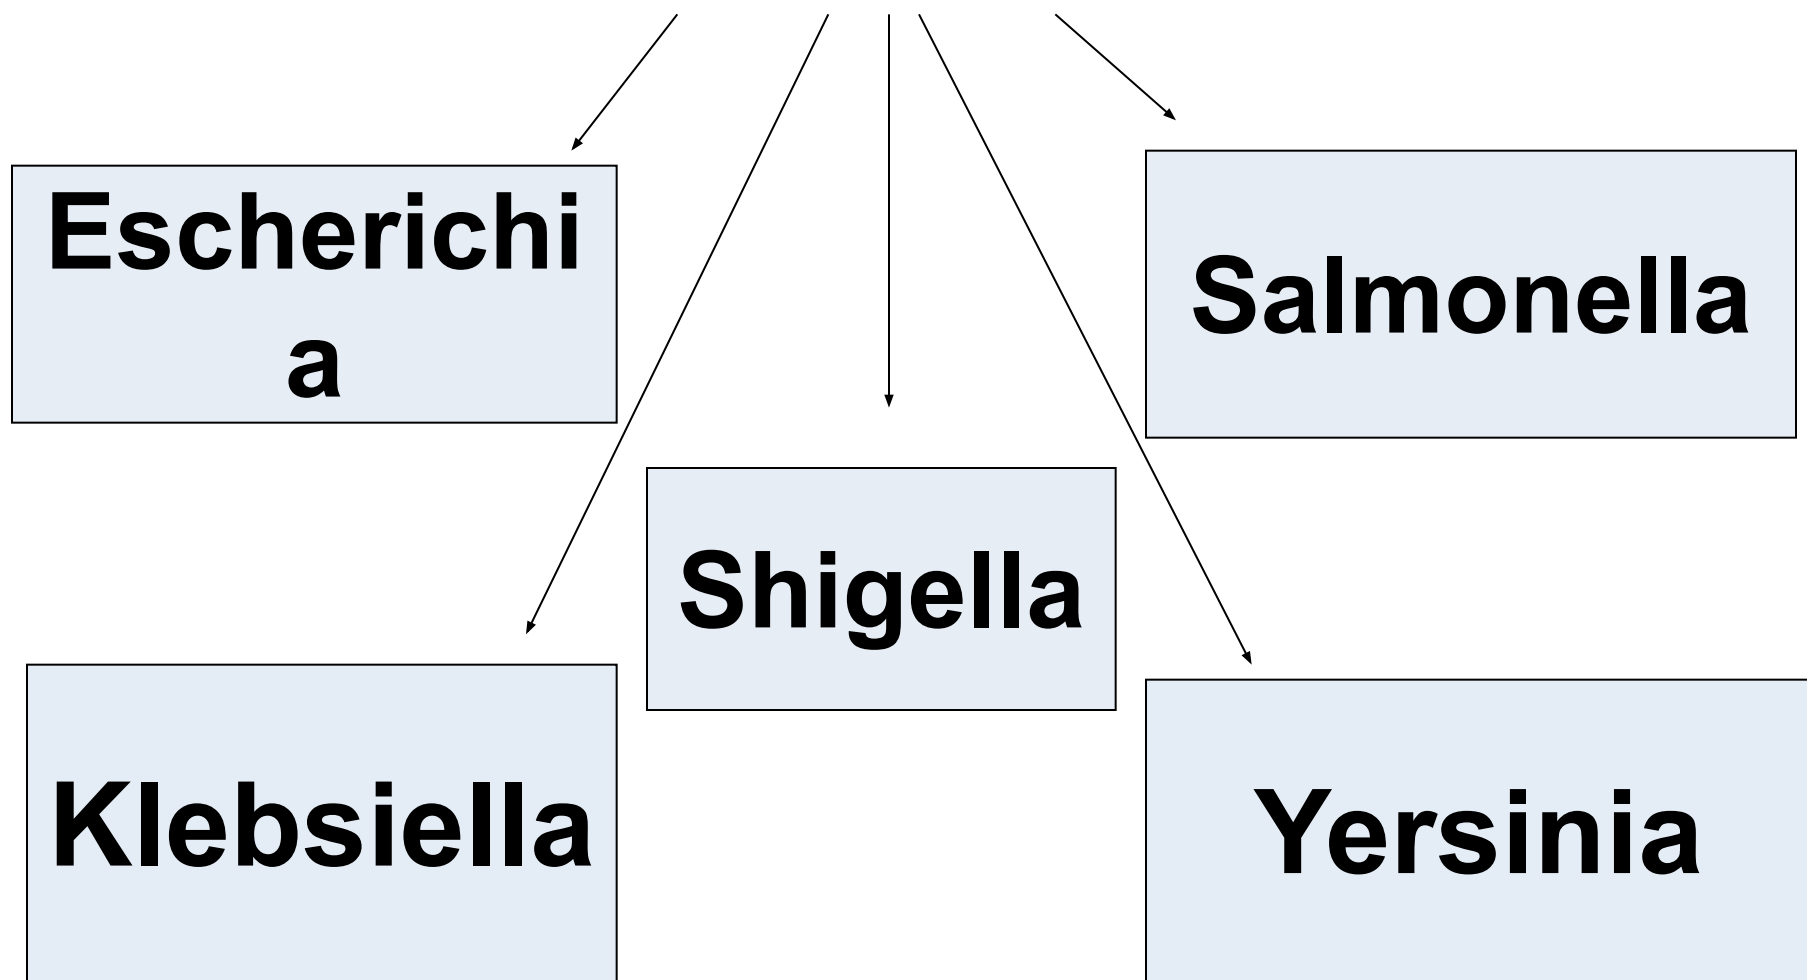 Escherichi
a
Salmonella
Shigella
Klebsiella
Yersinia